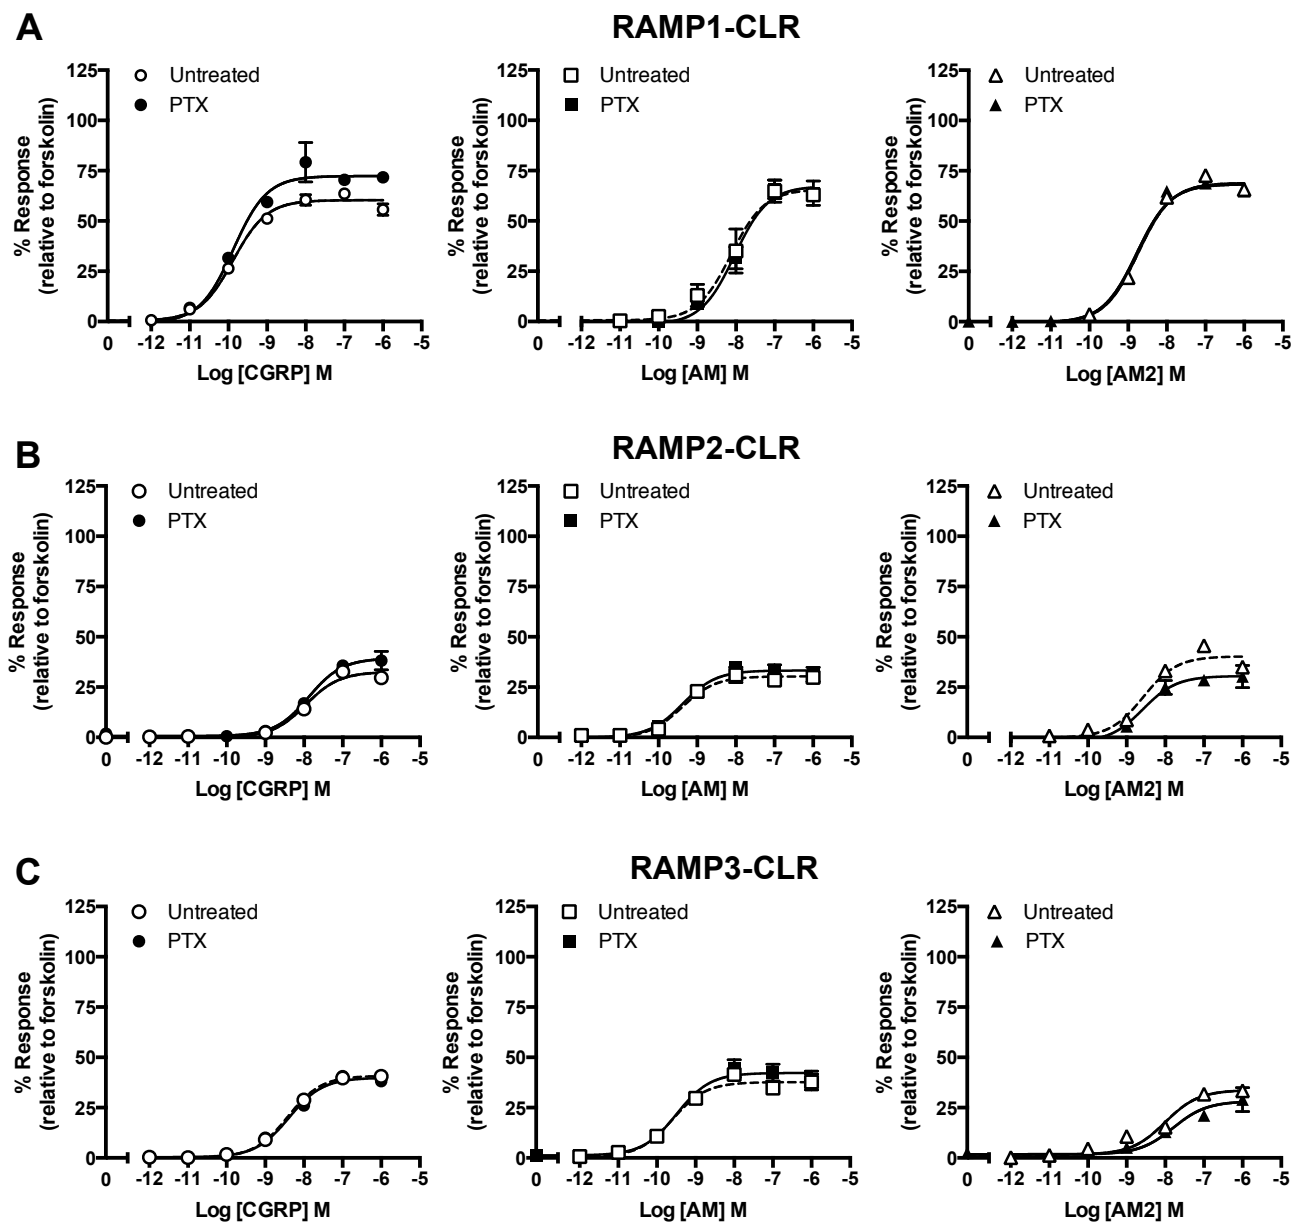 A
RAMP1-CLR
% Response
(relative to forskolin)
125
100
75
50
25
0
Untreated
PTX
0 -12 -11 -10 -9 -8 -7 -6 -5
Log [CGRP] M
% Response
(relative to forskolin)
125
100
75
50
25
0
Untreated
PTX
0 -12 -11 -10 -9 -8 -7 -6 -5
Log [AM] M
% Response
(relative to forskolin)
125
100
75
50
25
0
Untreated
PTX
0 -12 -11 -10 -9 -8 -7 -6 -5
Log [AM2] M
B
RAMP2-CLR
% Response
(relative to forskolin)
125
100
75
50
25
0
Untreated
PTX
0 -12 -11 -10 -9 -8 -7 -6 -5
Log [CGRP] M
% Response
(relative to forskolin)
125
100
75
50
25
0
Untreated
PTX
0 -12 -11 -10 -9 -8 -7 -6 -5
Log [AM] M
% Response
(relative to forskolin)
125
100
75
50
25
0
Untreated
PTX
0 -12 -11 -10 -9 -8 -7 -6 -5
Log [AM2] M
C
RAMP3-CLR
% Response
(relative to forskolin)
125
100
75
50
25
0
Untreated
PTX
0 -12 -11 -10 -9 -8 -7 -6 -5
Log [CGRP] M
% Response
(relative to forskolin)
125
100
75
50
25
0
Untreated
PTX
0 -12 -11 -10 -9 -8 -7 -6 -5
Log [AM] M
% Response
(relative to forskolin)
125
100
75
50
25
0
Untreated
PTX
0 -12 -11 -10 -9 -8 -7 -6 -5
Log [AM2] M